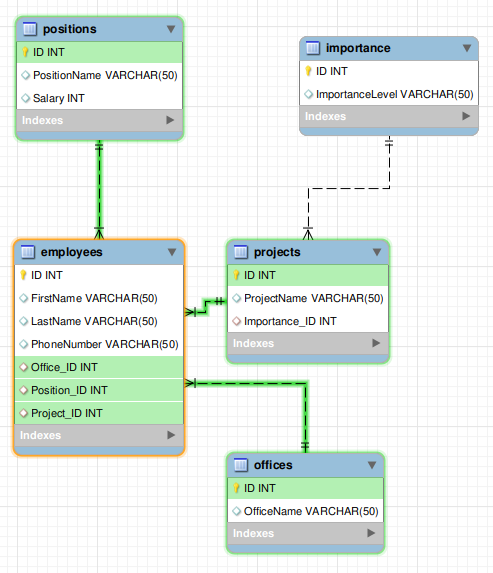 positions
ID INT
PositionName VARCHAR(50)
Salary INT
Indexes
importance
ID INT
ImportanceLevel VARCHAR(50)
Indexes
employees
ID INT
FirstName VARCHAR(50)
LastName VARCHAR(50)
PhoneNumber VARCHAR(50)
Office_ID INT
Position_ID INT
Project_ID INT
Indexes
projects
ID INT
ProjectName VARCHAR(50)
Importance_ID INT
Indexes
offices
ID INT
OfficeName VARCHAR(50)
Indexes